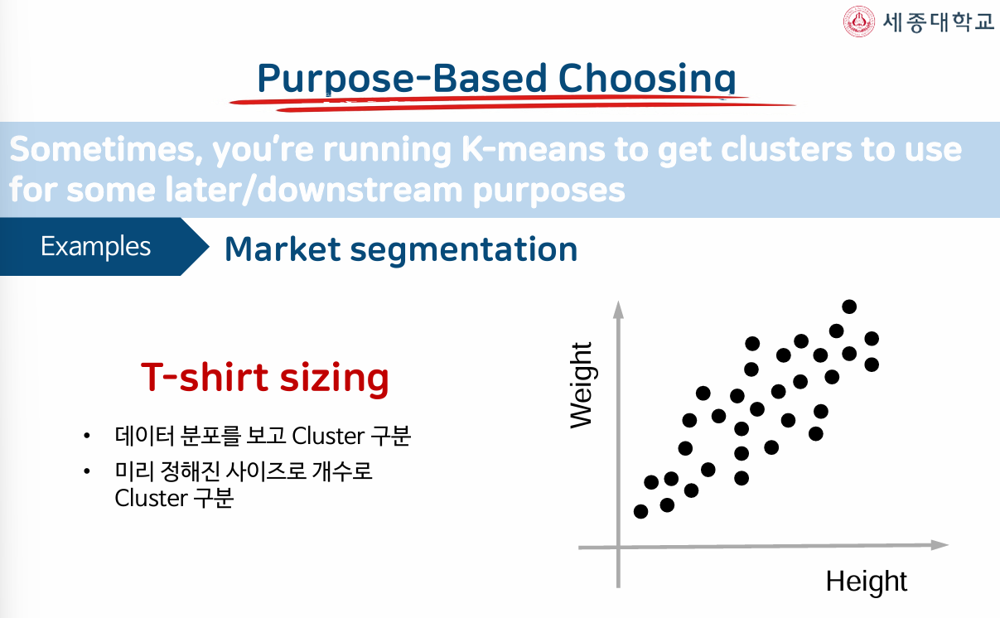 세종대학교
Purpose-Based Choosing
Sometimes, you're running K-means to get clusters to use
for some later/downstream purposes
Examples
Market segmentation
T-shirt sizing
• 데이터 분포를 보고 Cluster 구분
• 미리 정해진 사이즈로 개수로
Cluster 구분
Weight
Height